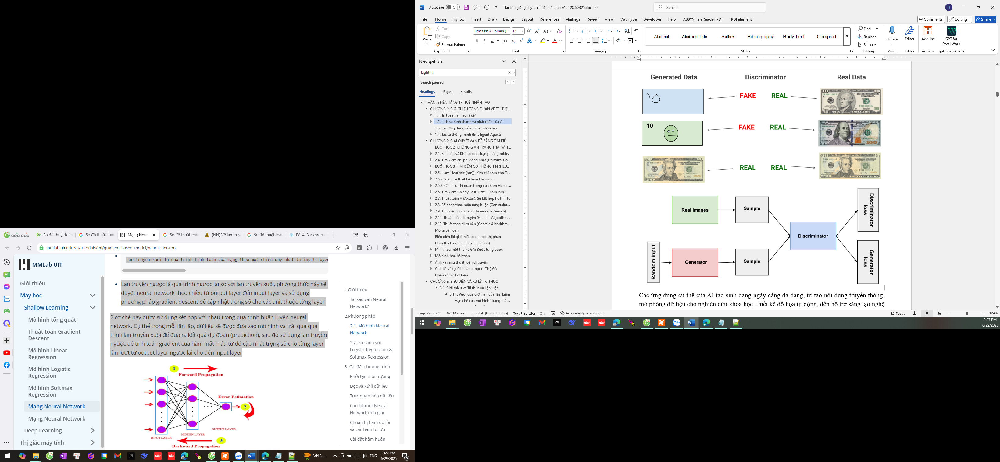 AutoSave Off Tài liệu giảng dạy _ Trí tuệ nhân tạo_v1.2_28.6.2025.docx Search TT
File Home myTool Insert Draw Design Layout References Mailings Review View MathType Developer Help ABBYY FineReader PDF PDFelement Comments Editing Share
Paste Cut Copy Format Painter
Times New Roman ( 13
Abstract Abstract Title Author Bibliography Body Text Compact
Find Replace Select
Dictate Editor Add-ins GPT for Excel Word
Clipboard Font Paragraph Styles Editing Voice Editor Add-ins gptforwork.com
Navigation
Lighthill
Search paused
Headings Pages Results
PHẦN 1: NỀN TẢNG TRÍ TUỆ NHÂN TẠO
CHƯƠNG 1: GIỚI THIỆU TỔNG QUAN VỀ TRÍ TUỆ...
1.1. Trí tuệ nhân tạo là gì?
1.2. Lịch sử hình thành và phát triển của AI
1.3. Các ứng dụng của Trí tuệ nhân tạo
1.4. Tác tử thông minh (Intelligent Agents)
CHƯƠNG 2: GIẢI QUYẾT VẤN ĐỀ BẰNG TÌM KIẾ...
BUỔI HỌC 2: KHÔNG GIAN TRẠNG THÁI VÀ T...
2.1. Bài toán và Không gian Trạng thái (Proble...
2.4. Tìm kiếm chi phí đồng nhất (Uniform-Co...
BUỔI HỌC 3: TÌM KIẾM CÓ THÔNG TIN (HEU...
2.5. Hàm Heuristic (h(n)): Kim chỉ nam cho Ti...
2.5.2. Ví dụ về thiết kế hàm Heuristic
2.5.3. Các tiêu chí quan trọng của hàm Heuris...
2.6. Tìm kiếm Greedy Best-First: "Tham lam"...
2.7. Thuật toán A (A-star): Sự kết hợp hoàn hảo
2.8. Bài toán thỏa mãn ràng buộc (Constraint...
2.9. Tìm kiếm đối kháng (Adversarial Search)...
2.10. Thuật toán di truyền (Genetic Algorithm...
2.10. Thuật toán di truyền (Genetic Algorithm...
Mô tả bài toán
Biểu diễn lời giải: Mã hóa chuỗi nhị phân
Hàm thích nghi (Fitness Function)
Minh họa một thế hệ GA: Bước từng bước
Mô hình hóa bài toán
Ánh xạ sang thuật toán di truyền
Chi tiết ví dụ: Giải bằng một thế hệ GA
Nhận xét và kết luận
CHƯƠNG 3: BIỂU DIỄN VÀ XỬ LÝ TRI THỨC
3.1. Giới thiệu về Tri thức và Lập luận
3.1.1. Vượt qua giới hạn của Tìm kiếm
Hạn chế của mô hình "trạng thái...
Generated Data Discriminator Real Data
FAKE REAL
10 FAKE REAL
REAL REAL
Real images Sample
Discriminator loss
Discriminator
Random input Generator Sample
Generator loss
Các ứng dụng cụ thể của AI tạo sinh đang ngày càng đa dạng, từ tạo nội dung truyền thông,
mô phỏng dữ liệu cho nghiên cứu khoa học, thiết kế đồ họa tự động, đến hỗ trợ sáng tạo nghệ
Page 27 of 232 82810 words English (United States) Text Predictions: On Accessibility: Investigate Focus 124%
2:27 PM
6/29/2025
cốc cốc Sơ đồ thuật toán Sơ đồ thuật toán Mạng Neur Sơ đồ thuật toán [NN] Về lan truy Sơ đồ thuật toán Bài 4: Backpropa
mmlab.uit.edu.vn/tutorials/ml/gradient-based-model/neural_network
MMLab UIT
Giới thiệu
Máy học
Shallow Learning
Mô hình tổng quát
Thuật toán Gradient
Descent
Mô hình Linear
Regression
Mô hình Logistic
Regression
Mô hình Softmax
Regression
Mạng Neural Network
Mạng Neural Network
Deep Learning
Thị giác máy tính
Lan truyền xuôi là quá trình tính toán của mạng theo một chiều duy nhất từ input layer
Lan truyền ngược là quá trình ngược lại so với lan truyền xuôi, phương thức này sẽ
duyệt neural network theo chiều từ output layer đến input layer và sử dụng
phương pháp gradient descent để cập nhật trọng số cho các unit thuộc từng layer
2 cơ chế này được sử dụng kết hợp với nhau trong quá trình huấn luyện neural
network. Cụ thể trong mỗi lần lặp, dữ liệu sẽ được đưa vào mô hình và trải qua quá
trình lan truyền xuôi để đưa ra kết quả dự đoán (prediction), sau đó sử dụng lan truyền
ngược để tính toán gradient của hàm mất mát, từ đó cập nhật trọng số cho từng layer
lần lượt từ output layer ngược lại cho đến input layer
1
Forward Propagation
Error Estimation
2
OUTPUT LAYER
HIDDEN LAYER
INPUT LAYER
3
Backward Propagation
I. Giới thiệu
Tại sao cần Neural
Network?
2.Phương pháp
2.1. Mô hình Neural
Network
2.2. So sánh với
Logistic Regression &
Softmax Regression
3. Cài đặt chương trình
Khởi tạo môi trường
Đọc và xử lí dữ liệu
Trực quan hóa dữ liệu
Cài đặt một Neural
Network đơn giản
Chuẩn bị hàm độ lỗi
và các hàm tối ưu
Cài đặt hàm huấn
VND... ENG 2:27 PM
6/29/2025 5